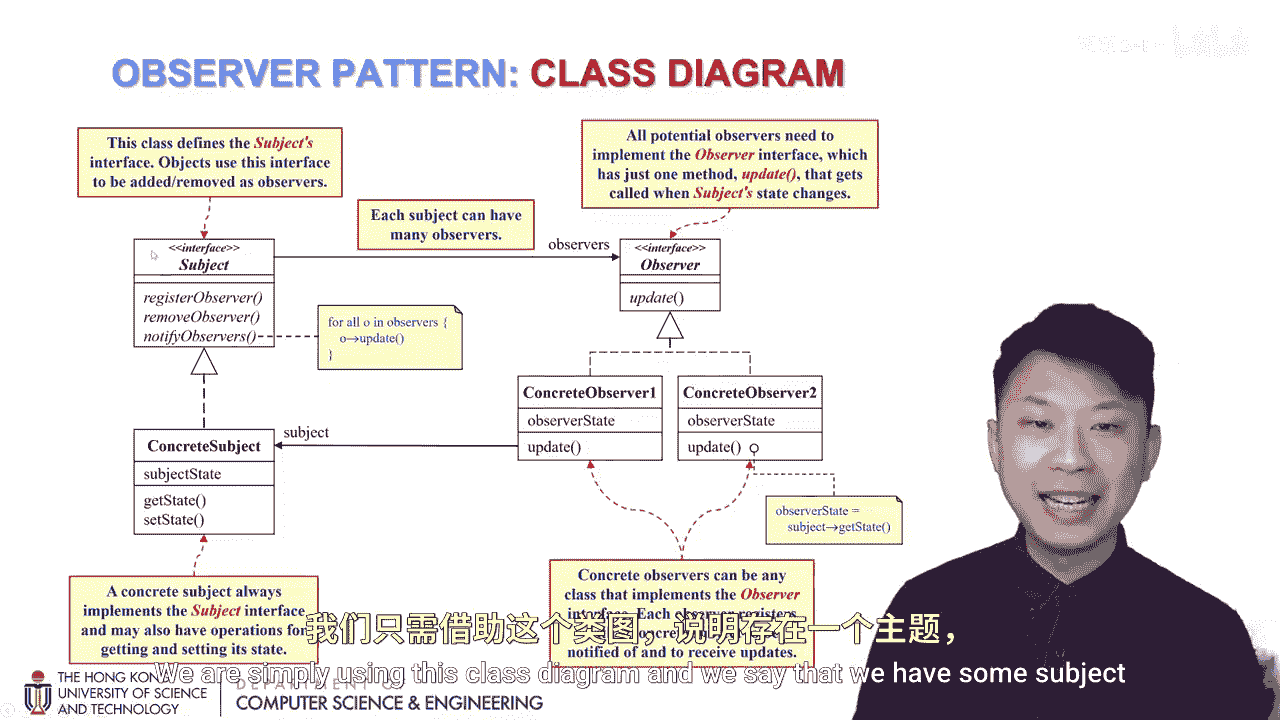 OBSERVER PATTERN: CLASS DIAGRAM
This class defines the Subject's
interface. Objects use this interface
to be added/removed as observers.
All potential observers need to
implement the Observer interface, which
has just one method, update(), that gets
called when Subject's state changes.
Each subject can have
many observers.
observers
<<interface>>
Subject
registerObserver()
removeObserver()
notifyObservers()
for all o in observers {
o→update()
}
<<interface>>
Observer
update()
ConcreteSubject
subjectState
getState()
setState()
subject
ConcreteObserver1
observerState
update()
ConcreteObserver2
observerState
update()
observerState =
subject→getState()
A concrete subject always
implements the Subject interface
and may also have operations for
getting and setting its state.
Concrete observers can be any
class that implements the Observer
interface. Each observer registers
notified of and to receive updates.
我们只需借助这个类图，说明存在一个主题，
We are simply using this class diagram and we say that we have some subject
THE HONG KONG
UNIVERSITY OF SCIENCE
AND TECHNOLOGY
COMPUTER SCIENCE & ENGINEERING